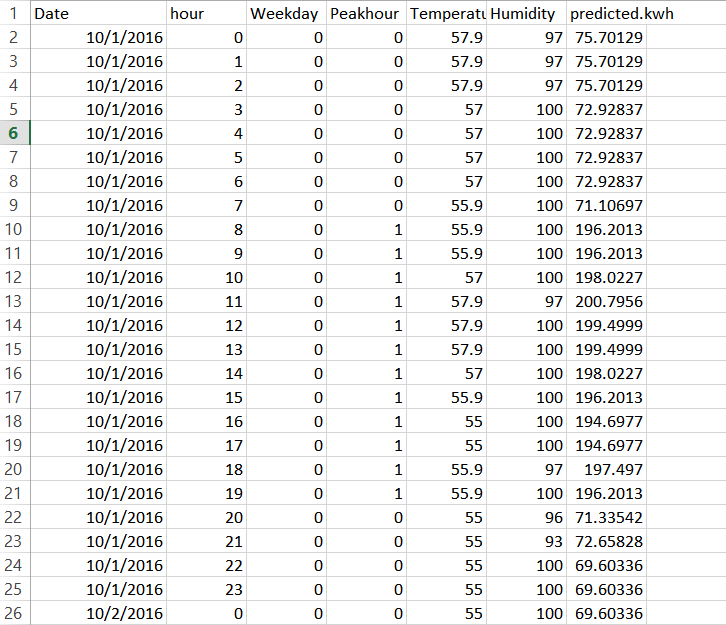 1 Date hour Weekday Peakhour Temperatu Humidity predicted.kwh
2 10/1/2016 0 0 0 57.9 97 75.70129
3 10/1/2016 1 0 0 57.9 97 75.70129
4 10/1/2016 2 0 0 57.9 97 75.70129
5 10/1/2016 3 0 0 57 100 72.92837
6 10/1/2016 4 0 0 57 100 72.92837
7 10/1/2016 5 0 0 57 100 72.92837
8 10/1/2016 6 0 0 57 100 72.92837
9 10/1/2016 7 0 0 55.9 100 71.10697
10 10/1/2016 8 0 1 55.9 100 196.2013
11 10/1/2016 9 0 1 55.9 100 196.2013
12 10/1/2016 10 0 1 57 100 198.0227
13 10/1/2016 11 0 1 57.9 97 200.7956
14 10/1/2016 12 0 1 57.9 100 199.4999
15 10/1/2016 13 0 1 57.9 100 199.4999
16 10/1/2016 14 0 1 57 100 198.0227
17 10/1/2016 15 0 1 55.9 100 196.2013
18 10/1/2016 16 0 1 55 100 194.6977
19 10/1/2016 17 0 1 55 100 194.6977
20 10/1/2016 18 0 1 55.9 97 197.497
21 10/1/2016 19 0 1 55.9 100 196.2013
22 10/1/2016 20 0 0 55 96 71.33542
23 10/1/2016 21 0 0 55 93 72.65828
24 10/1/2016 22 0 0 55 100 69.60336
25 10/1/2016 23 0 0 55 100 69.60336
26 10/2/2016 0 0 0 55 100 69.60336